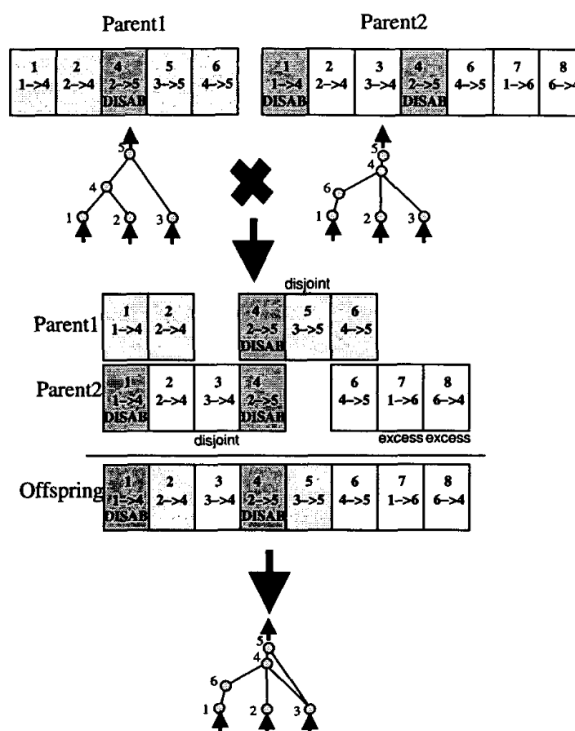 Parent1 Parent2
1 2 4 5 6 1 2 3 4 6 7 8
1->4 2->4 2->5 3->5 4->5 1->4 2->4 3->4 2->5 4->5 1->6 6->4
DISAB DISAB DISAB
5 5
4 4
6
1 2 3 1 2 3
disjoint
Parent1
1 2 4 5 6
1->4 2->4 2->5 3->5 4->5
DISAB
Parent2
1 2 3 4 6 7 8
1->4 2->4 3->4 2->5 4->5 1->6 6->4
DISAB DISAB
disjoint excess excess
Offspring
1 2 3 4 5 6 7 8
1->4 2->4 3->4 2->5 3->5 4->5 1->6 6->4
DISAB DISAB
5
4
6
1 2 3